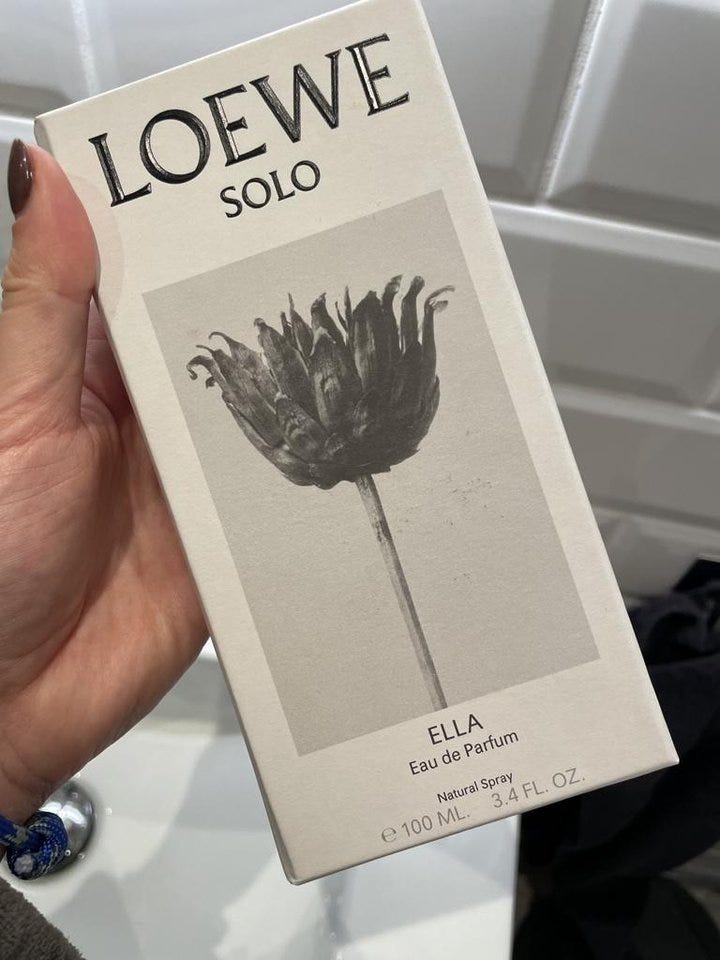 LOEWE
SOLO
ELLA
Eau de Parfum
Natural Spray
℮ 100 ML. 3.4 FL. OZ.